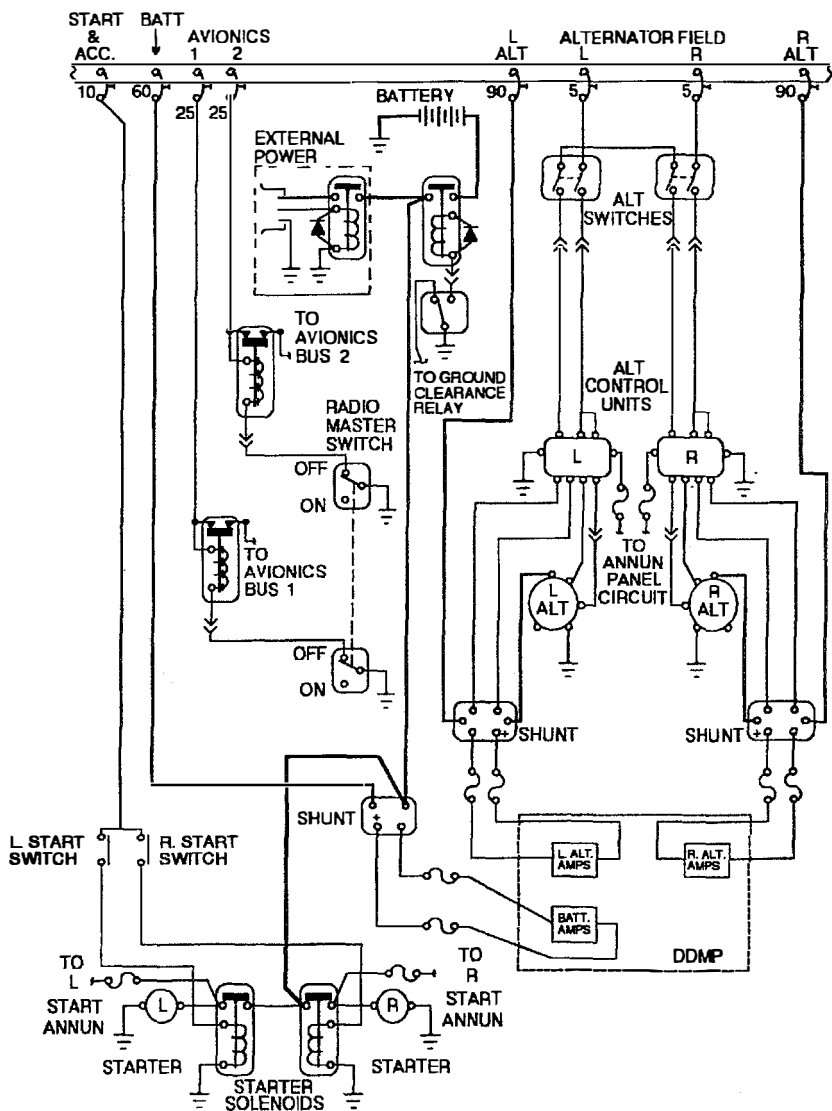 START
&
ACC.
BATT
AVIONICS
1 2
L
ALT
ALTERNATOR FIELD
L
R
R
ALT
10
60
25
25
90
5
5
90
BATTERY
EXTERNAL
POWER
ALT
SWITCHES
TO
AVIONICS
BUS 2
TO GROUND
CLEARANCE
RELAY
ALT
CONTROL
UNITS
RADIO
MASTER
SWITCH
OFF
ON
L
R
TO
AVIONICS
BUS 1
TO
ANNUN
PANEL
CIRCUIT
L
ALT
R
ALT
OFF
ON
+
SHUNT
SHUNT
+
SHUNT
+
L. START
SWITCH
R. START
SWITCH
L. ALT.
AMPS
R. ALT.
AMPS
BATT.
AMPS
DDMP
TO
L
START
ANNUN
L
R
TO
R
START
ANNUN
STARTER
STARTER
STARTER
SOLENOIDS